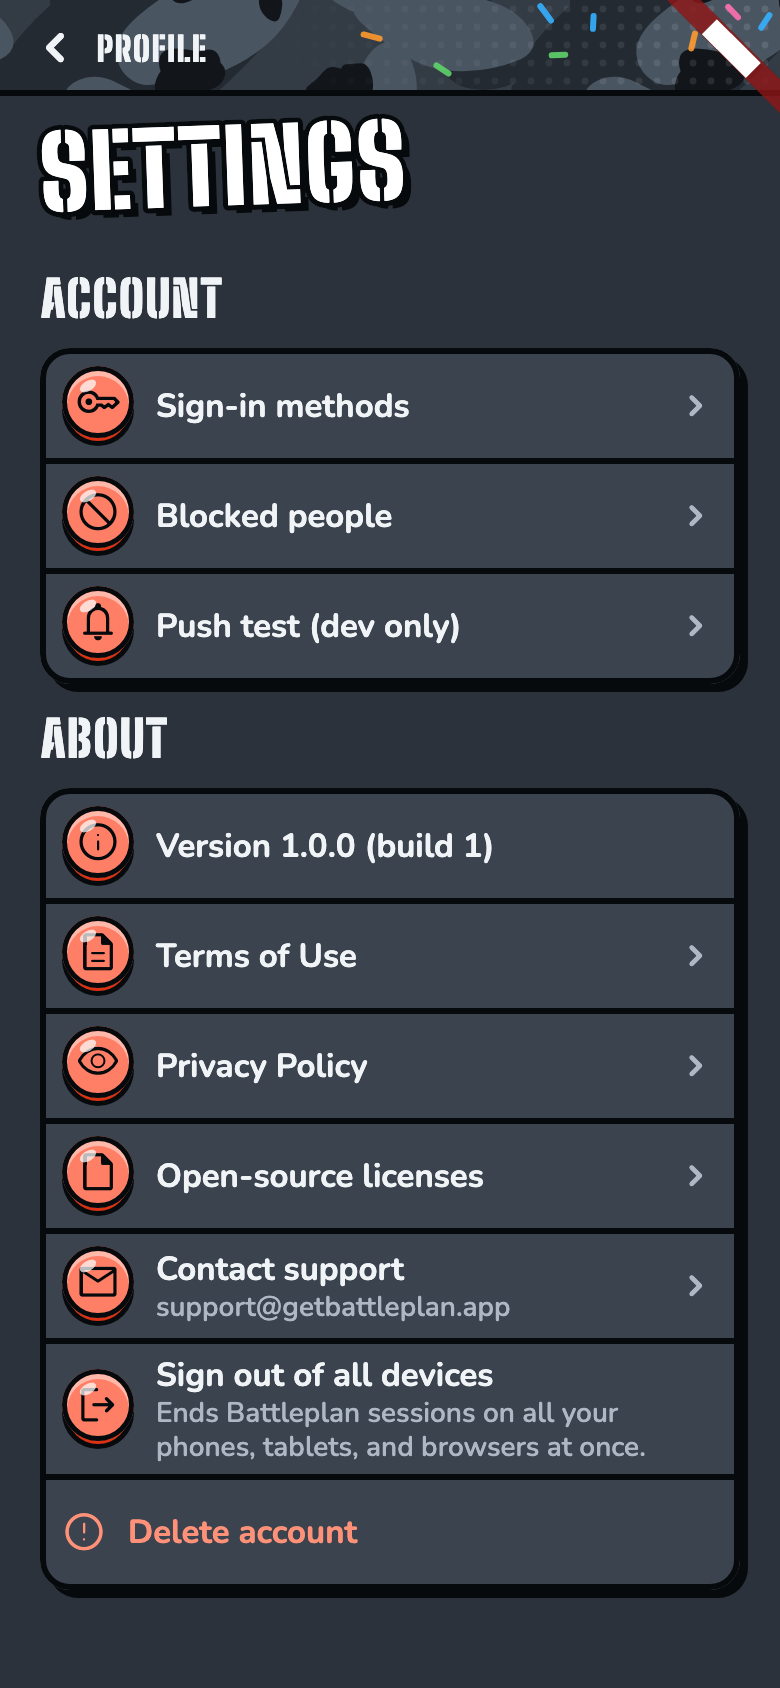 PROFILE
SETTINGS
ACCOUNT
Sign-in methods
Blocked people
Push test (dev only)
ABOUT
Version 1.0.0 (build 1)
Terms of Use
Privacy Policy
Open-source licenses
Contact support
support@getbattleplan.app
Sign out of all devices
Ends Battleplan sessions on all your
phones, tablets, and browsers at once.
Delete account